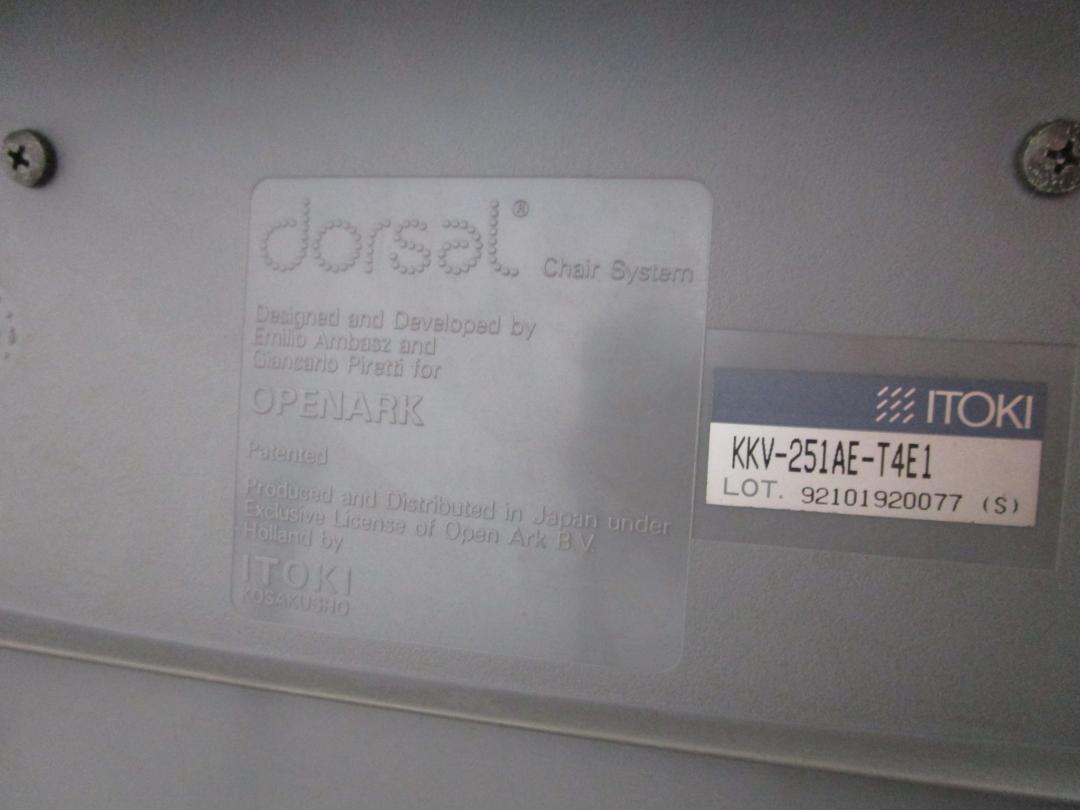 dorsal®
Chair System
Designed and Developed by
Emilio Ambasz and
Giancarlo Piretti for
OPENARK
Patented
Produced and Distributed in Japan under
Exclusive License of Open Ark B.V.
Holland by
ITOKI
KOSAKUSHO
ITOKI
KKV-251AE-T4E1
LOT. 92101920077 (S)